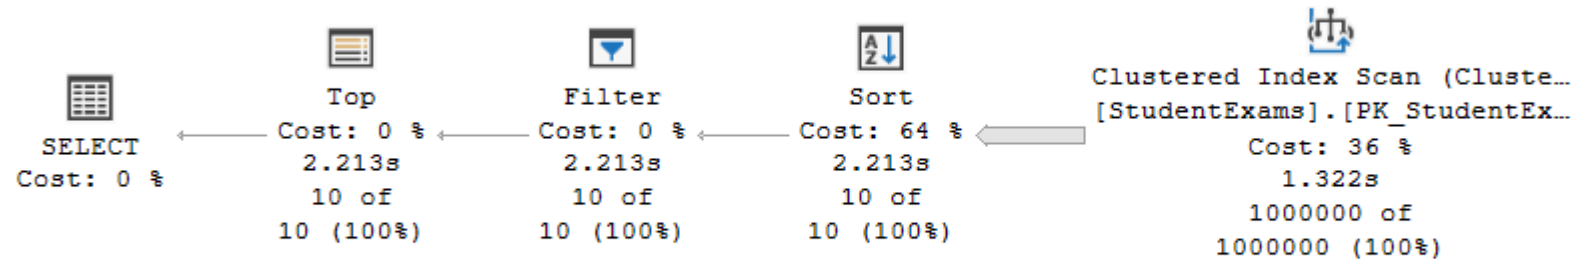 SELECT
Cost: 0 %
Top
Cost: 0 %
2.213s
10 of
10 (100%)
Filter
Cost: 0 %
2.213s
10 of
10 (100%)
A
Z
Sort
Cost: 64 %
2.213s
10 of
10 (100%)
Clustered Index Scan (Cluste…
[StudentExams].[PK_StudentEx…
Cost: 36 %
1.322s
1000000 of
1000000 (100%)